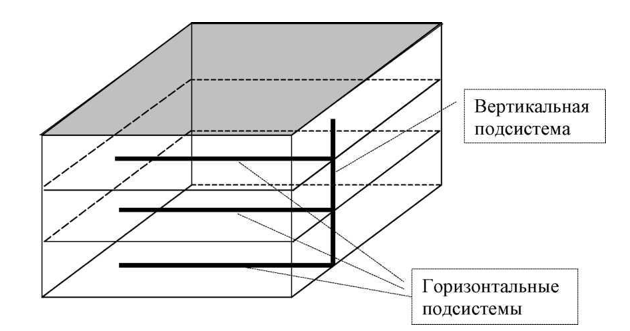 Вертикальная
подсистема
Горизонтальные
подсистемы